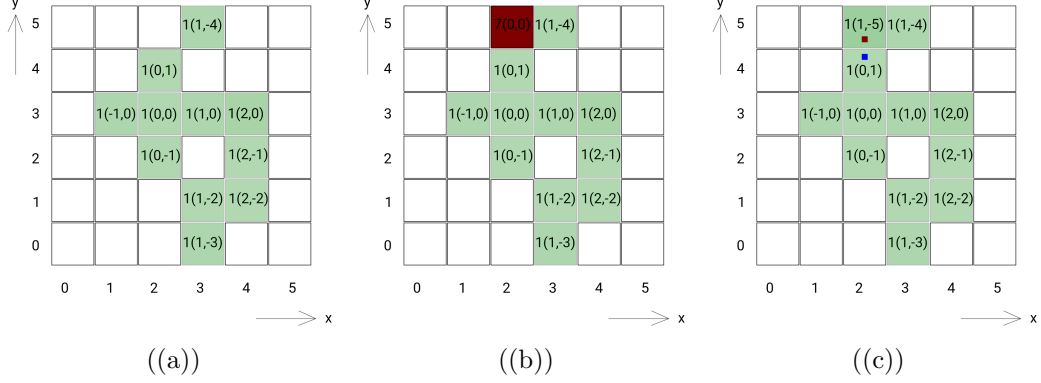 y y y
5 1(1,-4) 5 7(0,0) 1(1,-4) 5 1(1,-5) 1(1,-4)
4 1(0,1) 4 1(0,1) 4 1(0,1)
3 1(-1,0) 1(0,0) 1(1,0) 1(2,0) 3 1(-1,0) 1(0,0) 1(1,0) 1(2,0) 3 1(-1,0) 1(0,0) 1(1,0) 1(2,0)
2 1(0,-1) 1(2,-1) 2 1(0,-1) 1(2,-1) 2 1(0,-1) 1(2,-1)
1 1(1,-2) 1(2,-2) 1 1(1,-2) 1(2,-2) 1 1(1,-2) 1(2,-2)
0 1(1,-3) 0 1(1,-3) 0 1(1,-3)
0 1 2 3 4 5 0 1 2 3 4 5 0 1 2 3 4 5
x x x
((a)) ((b)) ((c))